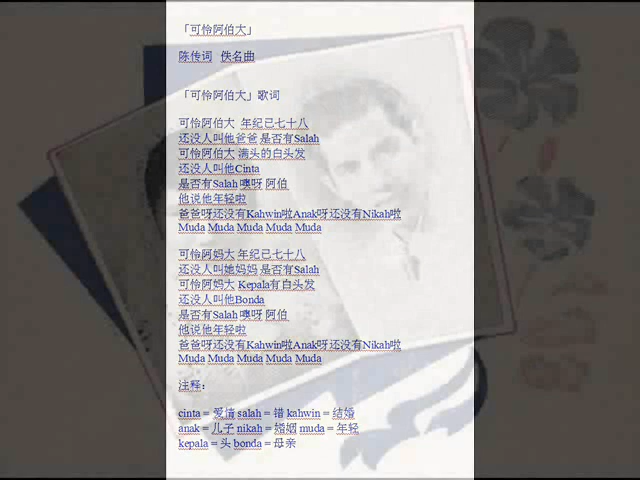 「可怜阿伯大」
陈传词 佚名曲
「可怜阿伯大」歌词
可怜阿伯大 年纪已七十八
还没人叫他爸爸 是否有Salah
可怜阿伯大 满头的白头发
还没人叫他Cinta
是否有Salah 噢呀 阿伯
他说他年轻啦
爸爸呀还没有Kahwin啦Anak呀还没有Nikah啦
Muda Muda Muda Muda Muda
可怜阿妈大 年纪已七十八
还没人叫她妈妈 是否有Salah
可怜阿妈大 Kepala有白头发
还没人叫他Bonda
是否有Salah 噢呀 阿伯
他说他年轻啦
爸爸呀还没有Kahwin啦Anak呀还没有Nikah啦
Muda Muda Muda Muda Muda
注释：
cinta = 爱情 salah = 错 kahwin = 结婚
anak = 儿子 nikah = 婚姻 muda = 年轻
kepala = 头 bonda = 母亲